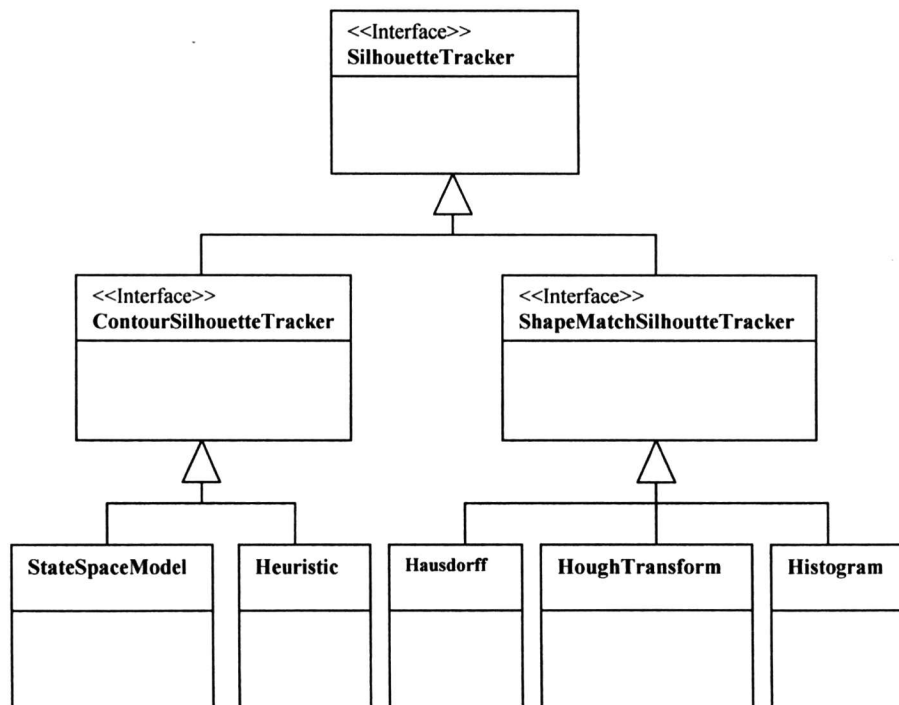 <<Interface>>
SilhouetteTracker
<<Interface>>
ContourSilhouetteTracker
<<Interface>>
ShapeMatchSilhoutteTracker
StateSpaceModel
Heuristic
Hausdorff
HoughTransform
Histogram